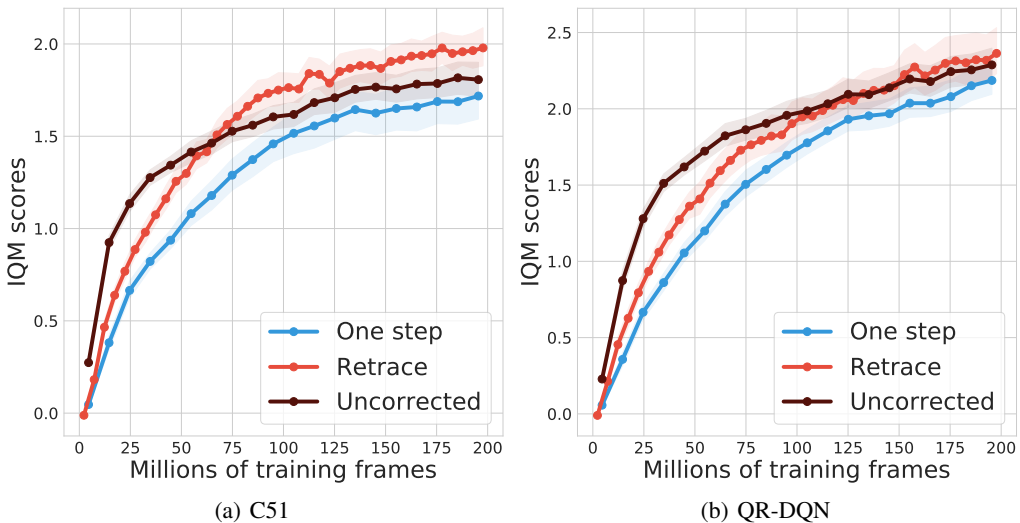 2.0
1.5
1.0
0.5
0.0
IQM scores
One step
Retrace
Uncorrected
0 25 50 75 100 125 150 175 200
Millions of training frames
(a) C51
2.5
2.0
1.5
1.0
0.5
0.0
IQM scores
One step
Retrace
Uncorrected
0 25 50 75 100 125 150 175 200
Millions of training frames
(b) QR-DQN